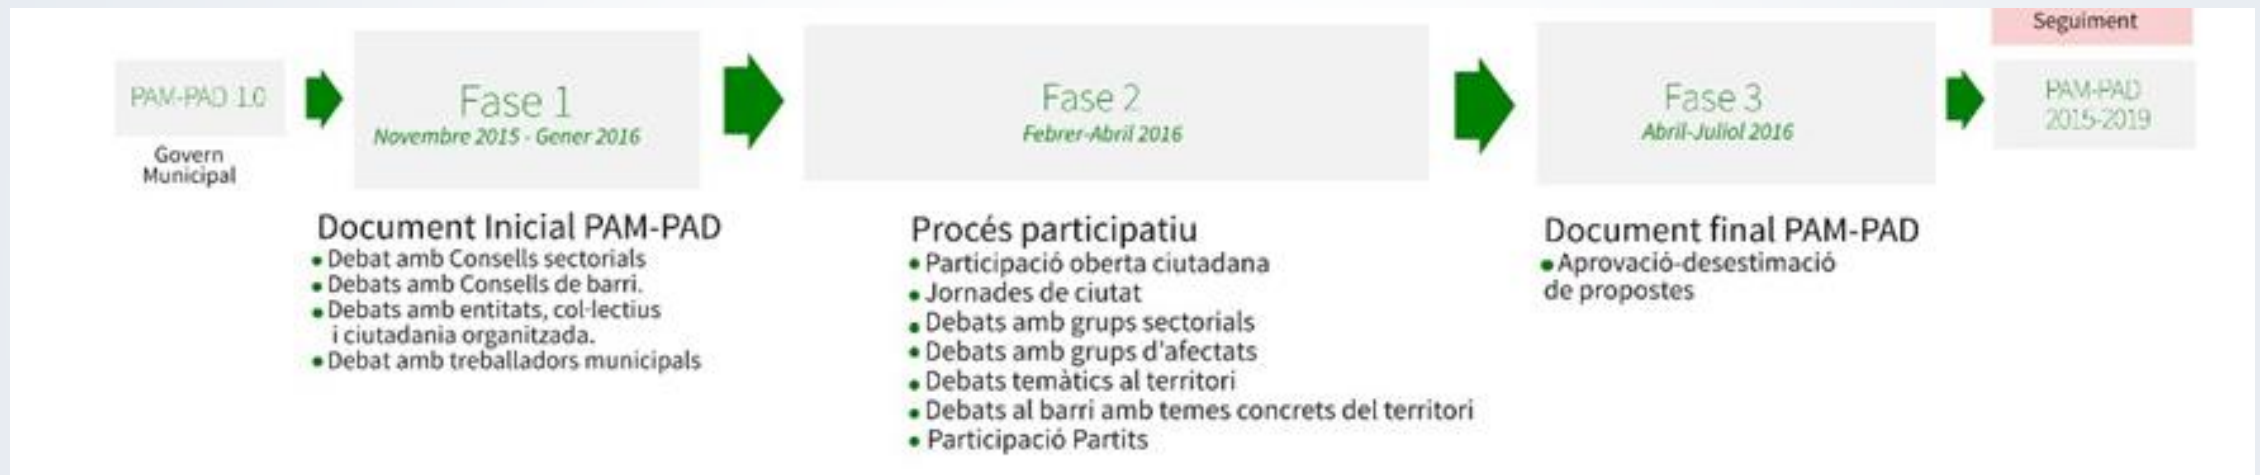 PAM-PAD 1.0
Govern
Municipal
Fase 1
Novembre 2015 - Gener 2016
Document Inicial PAM-PAD
• Debat amb Consells sectorials
• Debats amb Consells de barri.
• Debats amb entitats, col·lectius
i ciutadania organitzada.
• Debat amb treballadors municipals
Fase 2
Febrer-Abril 2016
Procés participatiu
• Participació oberta ciutadana
• Jornades de ciutat
• Debats amb grups sectorials
• Debats amb grups d'afectats
• Debats temàtics al territori
• Debats al barri amb temes concrets del territori
• Participació Partits
Fase 3
Abril-Juliol 2016
Document final PAM-PAD
• Aprovació-desestimació
de propostes
Seguiment
PAM-PAD
2015-2019